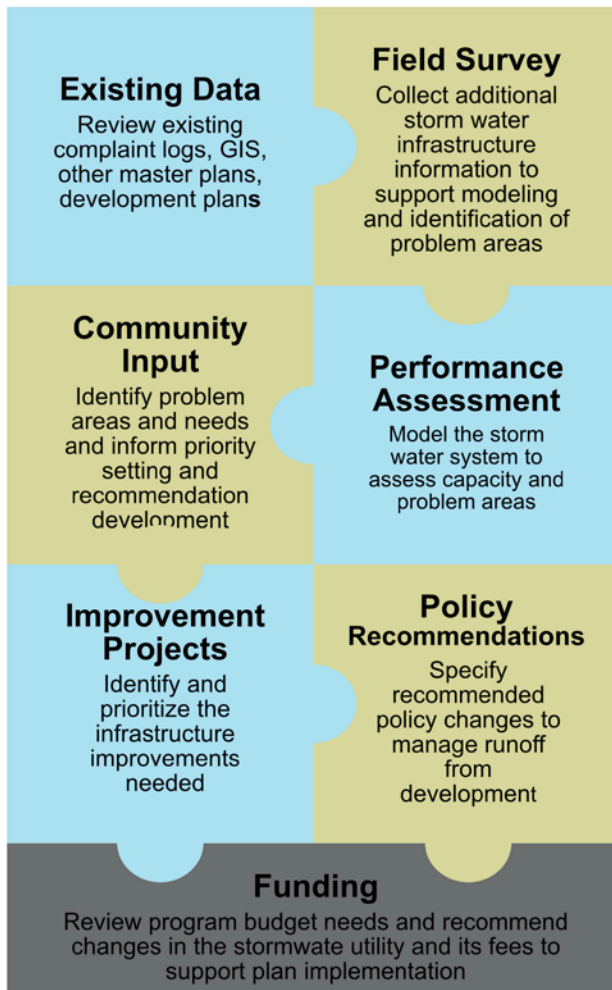 Existing Data
Review existing
complaint logs, GIS,
other master plans,
development plans
Field Survey
Collect additional
storm water
infrastructure
information to
support modeling
and identification of
problem areas
Community
Input
Identify problem
areas and needs
and inform priority
setting and
recommendation
development
Performance
Assessment
Model the storm
water system to
assess capacity and
problem areas
Improvement
Projects
Identify and
prioritize the
infrastructure
improvements
needed
Policy
Recommendations
Specify
recommended
policy changes to
manage runoff
from
development
Funding
Review program budget needs and recommend
changes in the stormwate utility and its fees to
support plan implementation